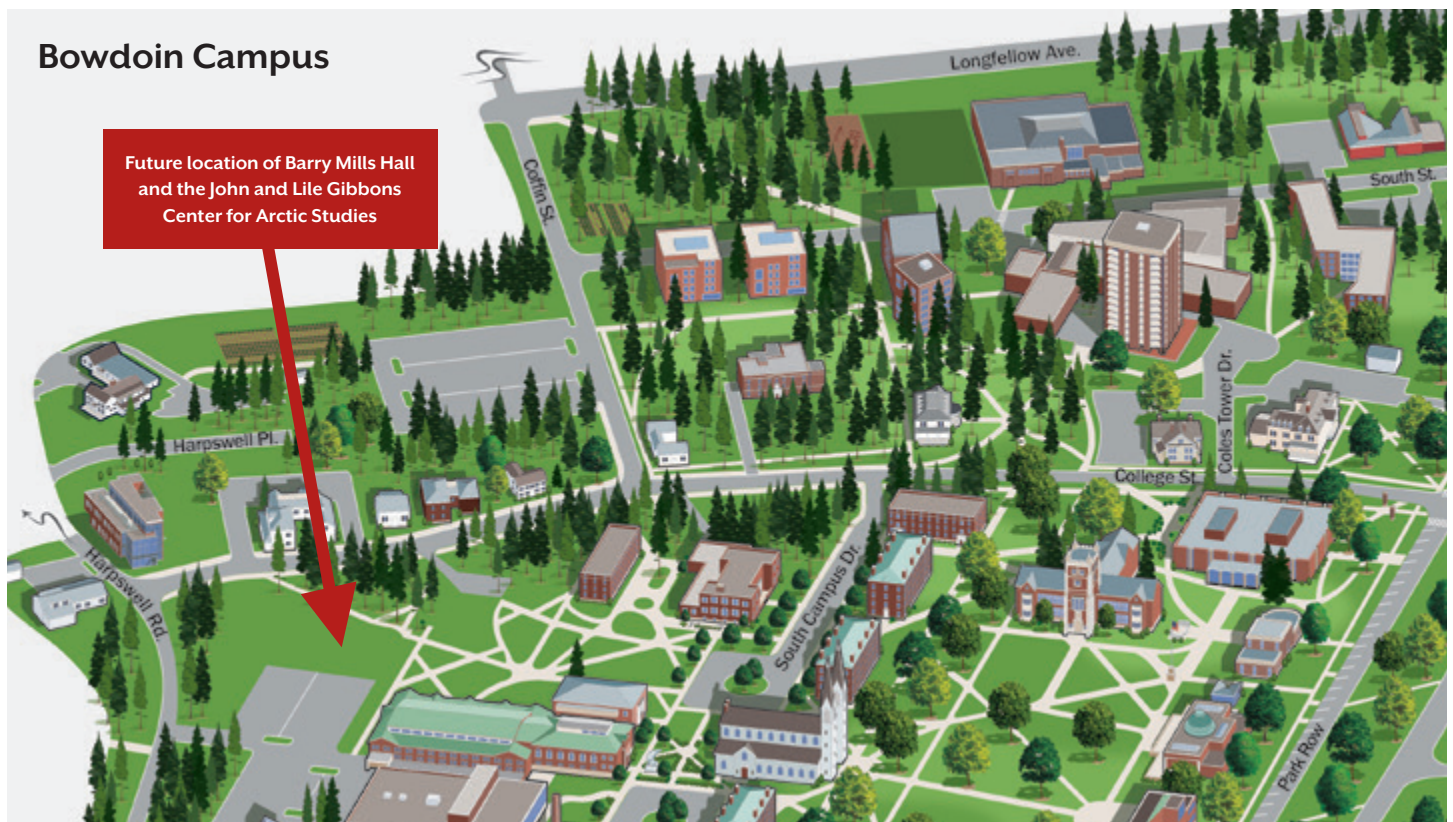 Bowdoin Campus
Future location of Barry Mills Hall
and the John and Lile Gibbons
Center for Arctic Studies
Longfellow Ave.
Coffin St.
South St.
Harpswell Pl.
Coles Tower Dr.
College St.
Harpswell Rd.
South Campus Dr.
Park Row